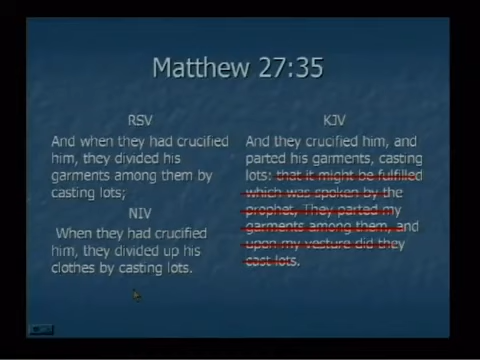 Matthew 27:35
RSV
And when they had crucified
him, they divided his
garments among them by
casting lots;
NIV
When they had crucified
him, they divided up his
clothes by casting lots.
KJV
And they crucified him, and
parted his garments, casting
lots: that it might be fulfilled
which was spoken by the
prophet, They parted my
garments among them, and
upon my vesture did they
cast lots.